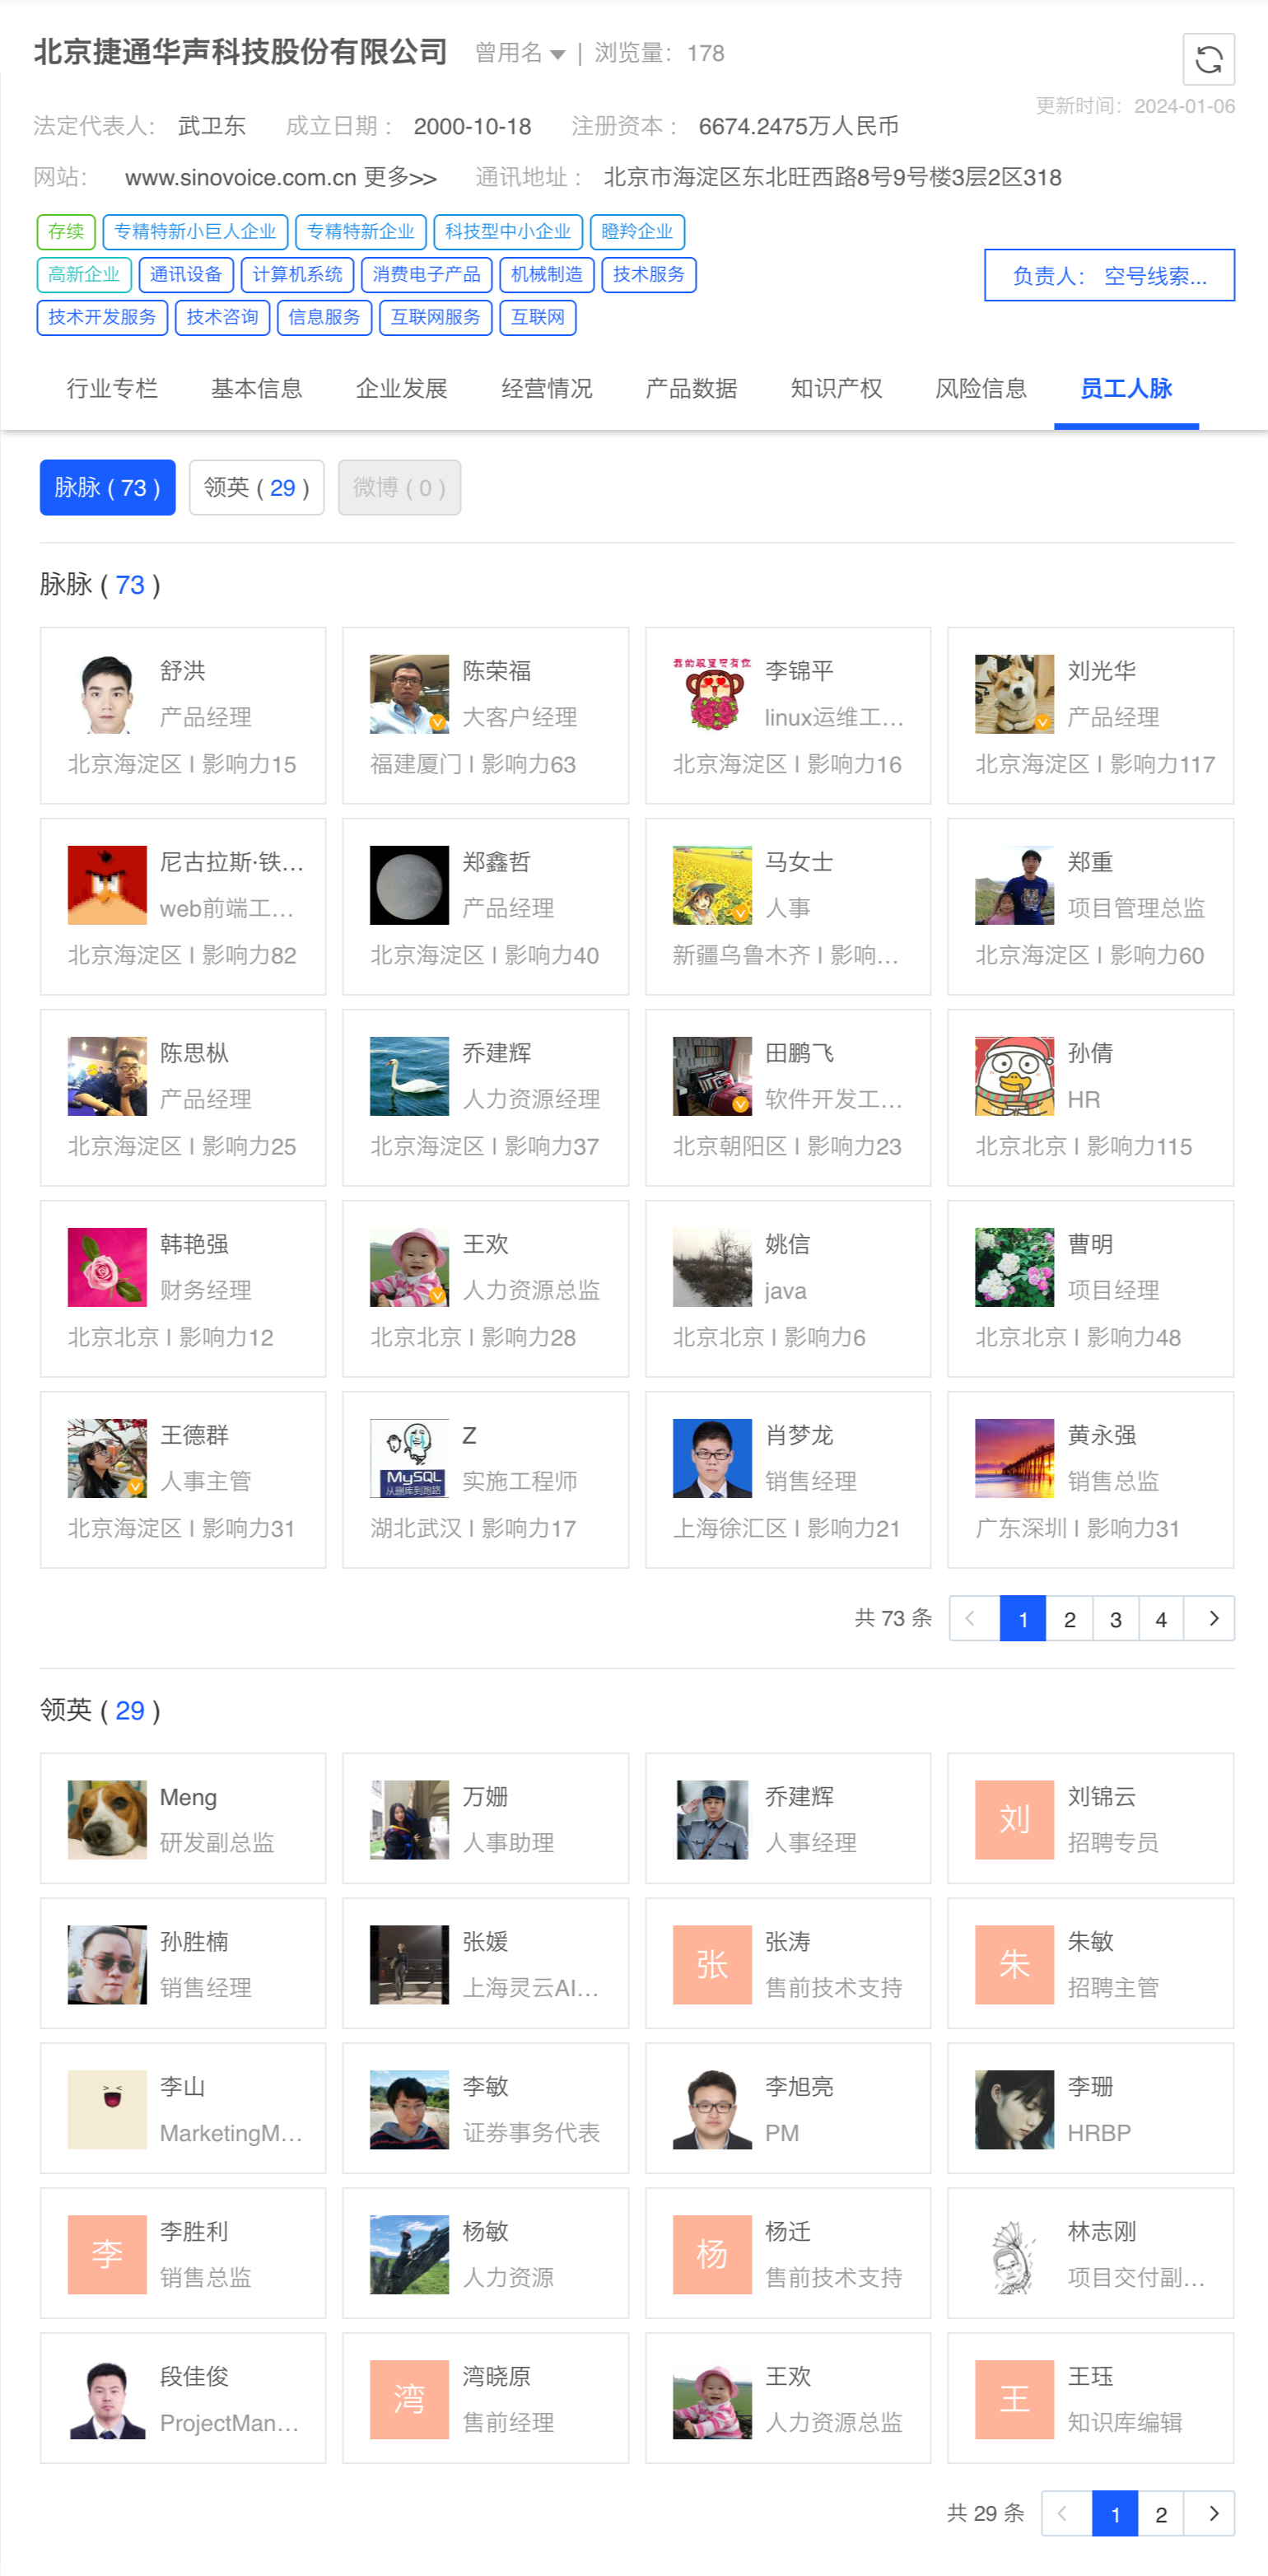 北京捷通华声科技股份有限公司 曾用名 | 浏览量：178
更新时间：2024-01-06
法定代表人： 武卫东 成立日期： 2000-10-18 注册资本： 6674.2475万人民币
网站： www.sinovoice.com.cn 更多>> 通讯地址： 北京市海淀区东北旺西路8号9号楼3层2区318
存续 专精特新小巨人企业 专精特新企业 科技型中小企业 瞪羚企业
高新企业 通讯设备 计算机系统 消费电子产品 机械制造 技术服务
负责人： 空号线索...
技术开发服务 技术咨询 信息服务 互联网服务 互联网
行业专栏 基本信息 企业发展 经营情况 产品数据 知识产权 风险信息 员工人脉
脉脉 ( 73 ) 领英 ( 29 ) 微博 ( 0 )
脉脉 ( 73 )
舒洪 陈荣福 我的眼里只有你 李锦平 刘光华
产品经理 大客户经理 linux运维工… 产品经理
北京海淀区 I 影响力15 福建厦门 I 影响力63 北京海淀区 I 影响力16 北京海淀区 I 影响力117
尼古拉斯·铁… 郑鑫哲 马女士 郑重
web前端工… 产品经理 人事 项目管理总监
北京海淀区 I 影响力82 北京海淀区 I 影响力40 新疆乌鲁木齐 I 影响… 北京海淀区 I 影响力60
陈思枞 乔建辉 田鹏飞 孙倩
产品经理 人力资源经理 软件开发工… HR
北京海淀区 I 影响力25 北京海淀区 I 影响力37 北京朝阳区 I 影响力23 北京北京 I 影响力115
韩艳强 王欢 姚信 曹明
财务经理 人力资源总监 java 项目经理
北京北京 I 影响力12 北京北京 I 影响力28 北京北京 I 影响力6 北京北京 I 影响力48
王德群 Z 肖梦龙 黄永强
人事主管 MySQL 实施工程师 销售经理 销售总监
从删库到跑路
北京海淀区 I 影响力31 湖北武汉 I 影响力17 上海徐汇区 I 影响力21 广东深圳 I 影响力31
共 73 条 1 2 3 4
领英 ( 29 )
Meng 万姗 乔建辉 刘 刘锦云
研发副总监 人事助理 人事经理 招聘专员
孙胜楠 张媛 张 张涛 朱 朱敏
销售经理 上海灵云AI… 售前技术支持 招聘主管
李山 李敏 李旭亮 李珊
MarketingM… 证券事务代表 PM HRBP
李 李胜利 杨敏 杨 杨迁 林志刚
销售总监 人力资源 售前技术支持 项目交付副…
段佳俊 湾 湾晓原 王欢 王 王珏
ProjectMan… 售前经理 人力资源总监 知识库编辑
共 29 条 1 2